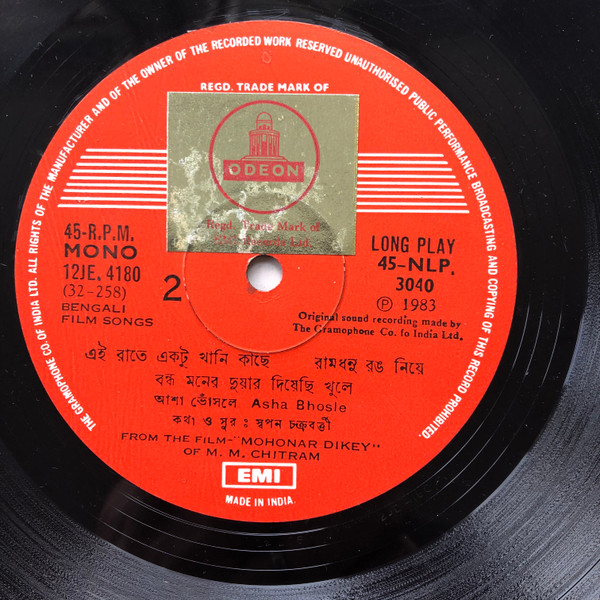 THE GRAMOPHONE CO. OF INDIA LTD. ALL RIGHTS OF THE MANUFACTURER AND OF THE OWNER OF THE RECORDED WORK RESERVED UNAUTHORISED PUBLIC PERFORMANCE BROADCASTING AND COPYING OF THIS RECORD PROHIBITED.
REGD. TRADE MARK OF
ODEON
Regd. Trade Mark of
45-R.P.M.
MONO
12JE. 4180
(32-258)
BENGALI
FILM SONGS
2
LONG PLAY
45-NLP.
3040
Ⓟ 1983
Original sound recording made by
The Gramophone Co. fo India Ltd.
এই রাতে একটু খানি কাছে রামধনু রঙ নিয়ে
বন্ধ মনের দুয়ার দিয়েছি খুলে
আশা ভোঁসলে Asha Bhosle
কথা ও সুর : স্বপন চক্রবর্ত্তী
FROM THE FILM-"MOHONAR DIKEY"
OF M. M. CHITRAM
EMI
MADE IN INDIA.